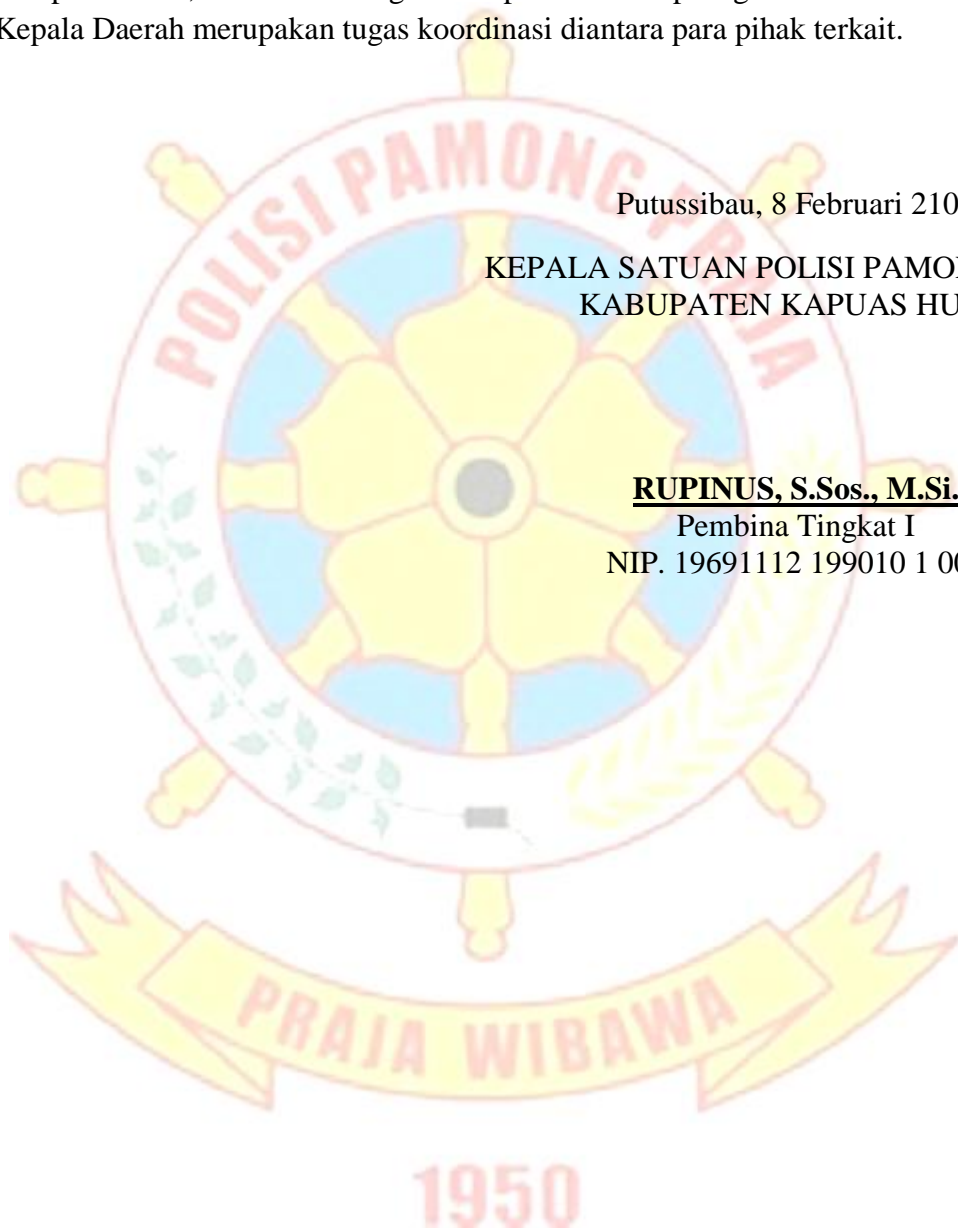 Kepala Daerah merupakan tugas koordinasi diantara para pihak terkait.
Putussibau, 8 Februari 210
KEPALA SATUAN POLISI PAMO
KABUPATEN KAPUAS HU
RUPINUS, S.Sos., M.Si.
Pembina Tingkat I
NIP. 19691112 199010 1 00
POLISI PAMONG PRAJA
PRAJA WIBAWA
1950